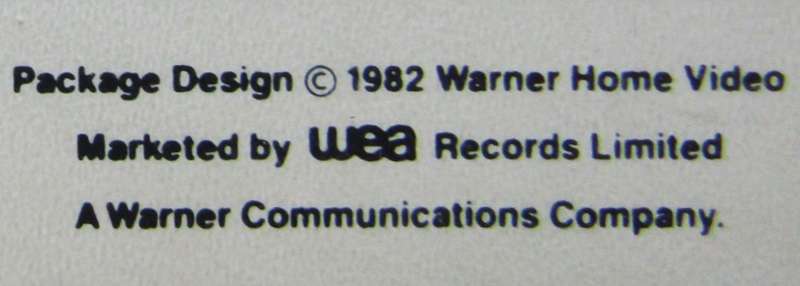 Package Design © 1982 Warner Home Video
Marketed by wea Records Limited
A Warner Communications Company.